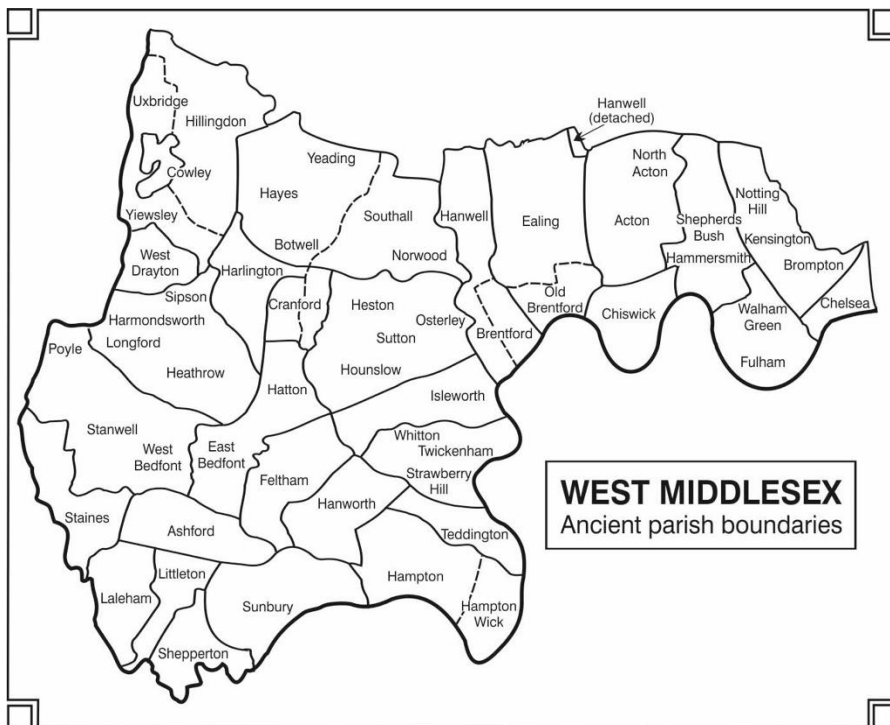 Uxbridge
Hillingdon
Cowley
Yiewsley
West
Drayton
Hayes
Yeading
Botwell
Southall
Norwood
Hanwell
Hanwell
(detached)
Ealing
North
Acton
Acton
Shepherds
Bush
Hammersmith
Notting
Hill
Kensington
Brompton
Chelsea
Walham
Green
Fulham
Chiswick
Old
Brentford
Brentford
Harlington
Cranford
Sipson
Harmondsworth
Longford
Heathrow
Heston
Osterley
Sutton
Hounslow
Poyle
Hatton
Isleworth
Stanwell
West
Bedfont
East
Bedfont
Feltham
Whitton
Twickenham
Strawberry
Hill
Hanworth
Staines
Ashford
Teddington
Laleham
Littleton
Shepperton
Sunbury
Hampton
Hampton
Wick
WEST MIDDLESEX
Ancient parish boundaries